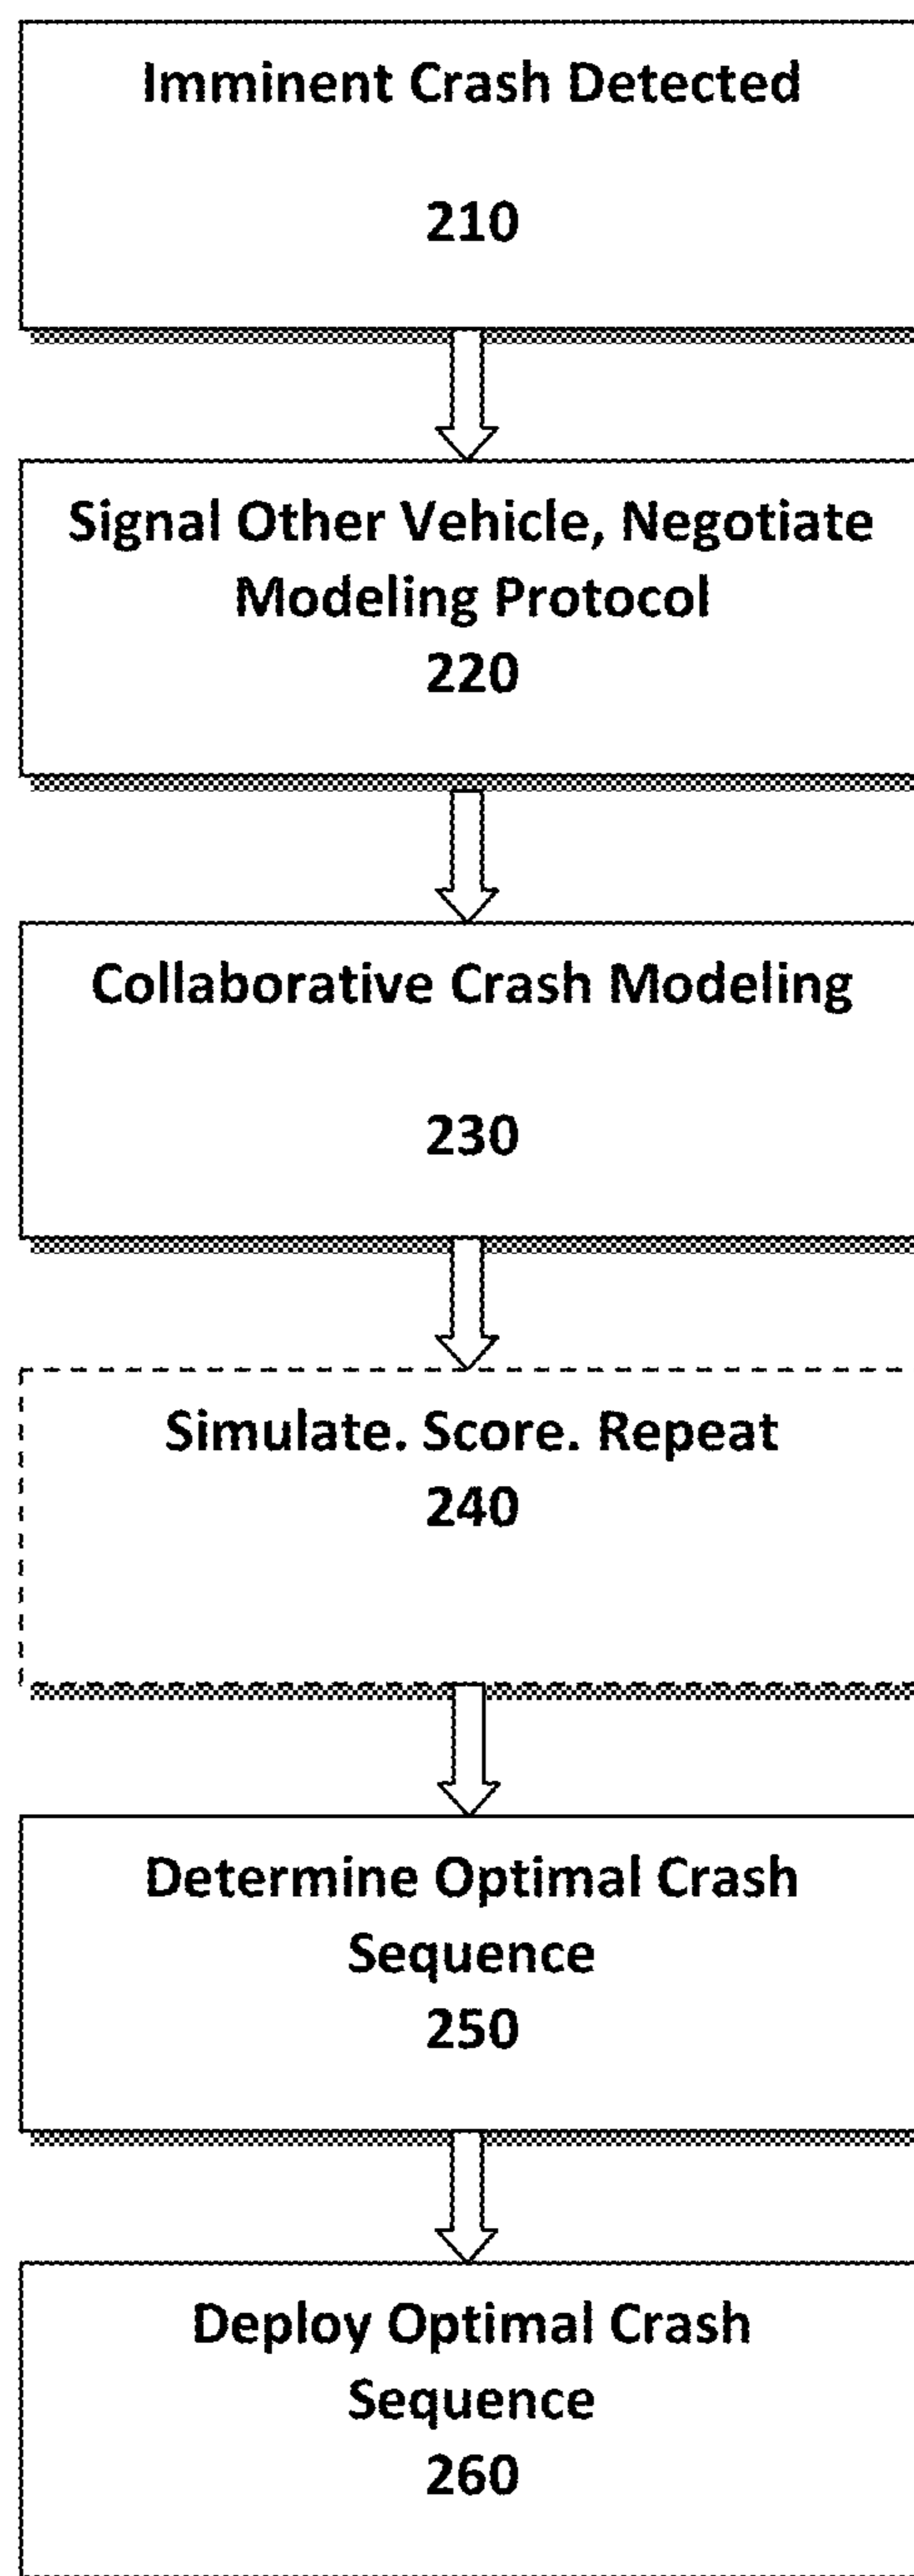 Imminent Crash Detected
210
Signal Other Vehicle, Negotiate
Modeling Protocol
220
Collaborative Crash Modeling
230
Simulate. Score. Repeat
240
Determine Optimal Crash
Sequence
250
Deploy Optimal Crash
Sequence
260